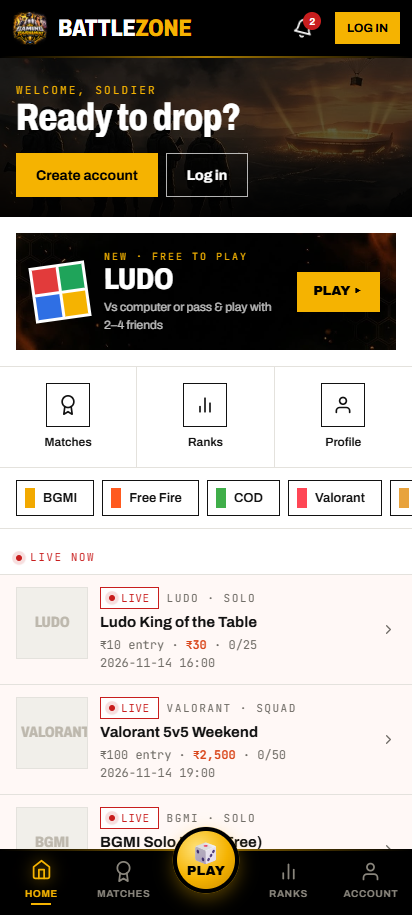 BATTLEZONE
2
LOG IN
WELCOME, SOLDIER
Ready to drop?
Create account
Log in
NEW · FREE TO PLAY
LUDO
Vs computer or pass & play with
2–4 friends
PLAY ▸
Matches
Ranks
Profile
BGMI
Free Fire
COD
Valorant
LIVE NOW
LUDO
LIVE
LUDO · SOLO
Ludo King of the Table
₹10 entry · ₹30 · 0/25
2026-11-14 16:00
VALORANT
LIVE
VALORANT · SQUAD
Valorant 5v5 Weekend
₹100 entry · ₹2,500 · 0/50
2026-11-14 19:00
BGMI
LIVE
BGMI · SOLO
BGMI Solo
HOME
MATCHES
PLAY
RANKS
ACCOUNT